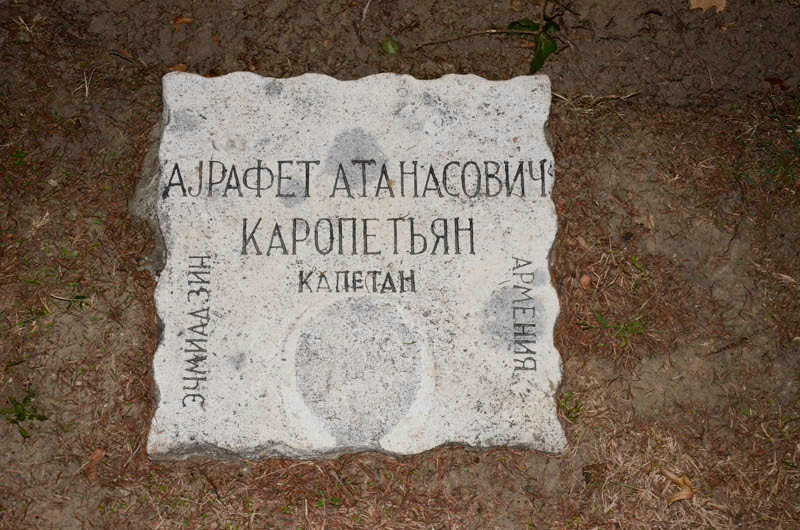 АЈРАФЕТ АТАНАСОВИЧ
КАРОПЕТЬЯН
КАПЕТАН
ЭЧМИАДЗИН
АРМЕНИЯ